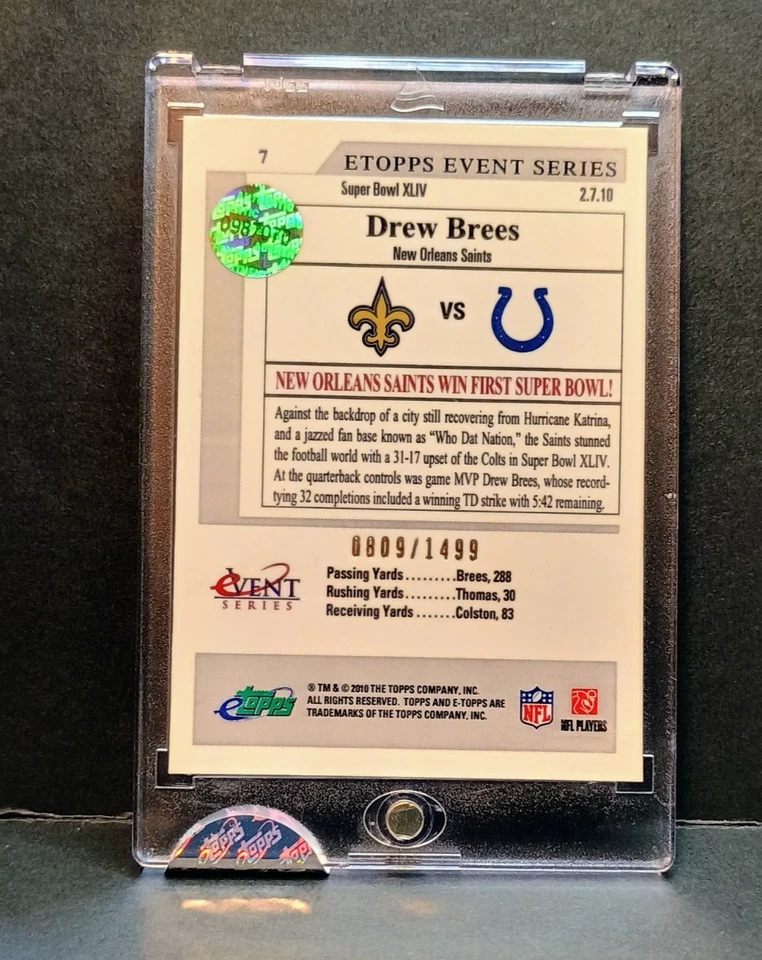 7
ETOPPS EVENT SERIES
Super Bowl XLIV 2.7.10
Drew Brees
New Orleans Saints
VS
NEW ORLEANS SAINTS WIN FIRST SUPER BOWL!
Against the backdrop of a city still recovering from Hurricane Katrina,
and a jazzed fan base known as “Who Dat Nation,” the Saints stunned
the football world with a 31-17 upset of the Colts in Super Bowl XLIV.
At the quarterback controls was game MVP Drew Brees, whose record-
tying 32 completions included a winning TD strike with 5:42 remaining.
0809/1499
EVENT
SERIES
Passing Yards.........Brees, 288
Rushing Yards........Thomas, 30
Receiving Yards.......Colston, 83
etopps
® TM & © 2010 THE TOPPS COMPANY, INC.
ALL RIGHTS RESERVED. TOPPS AND E-TOPPS ARE
TRADEMARKS OF THE TOPPS COMPANY, INC.
NFL
NFL PLAYERS
Topps Topps Topps